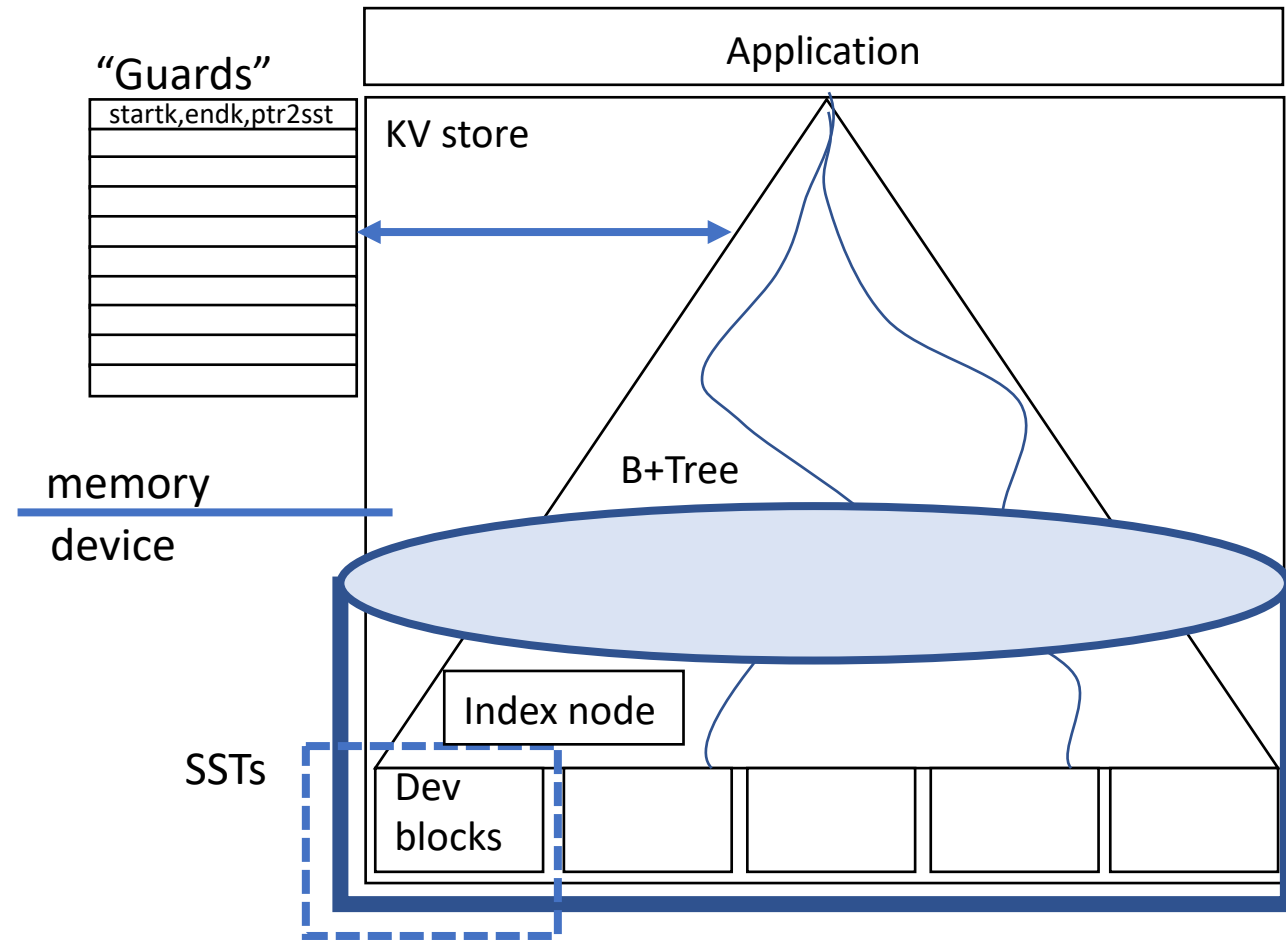 Application
“Guards”
startk,endk,ptr2sst
KV store
B+Tree
memory
device
Index node
SSTs
Dev
blocks